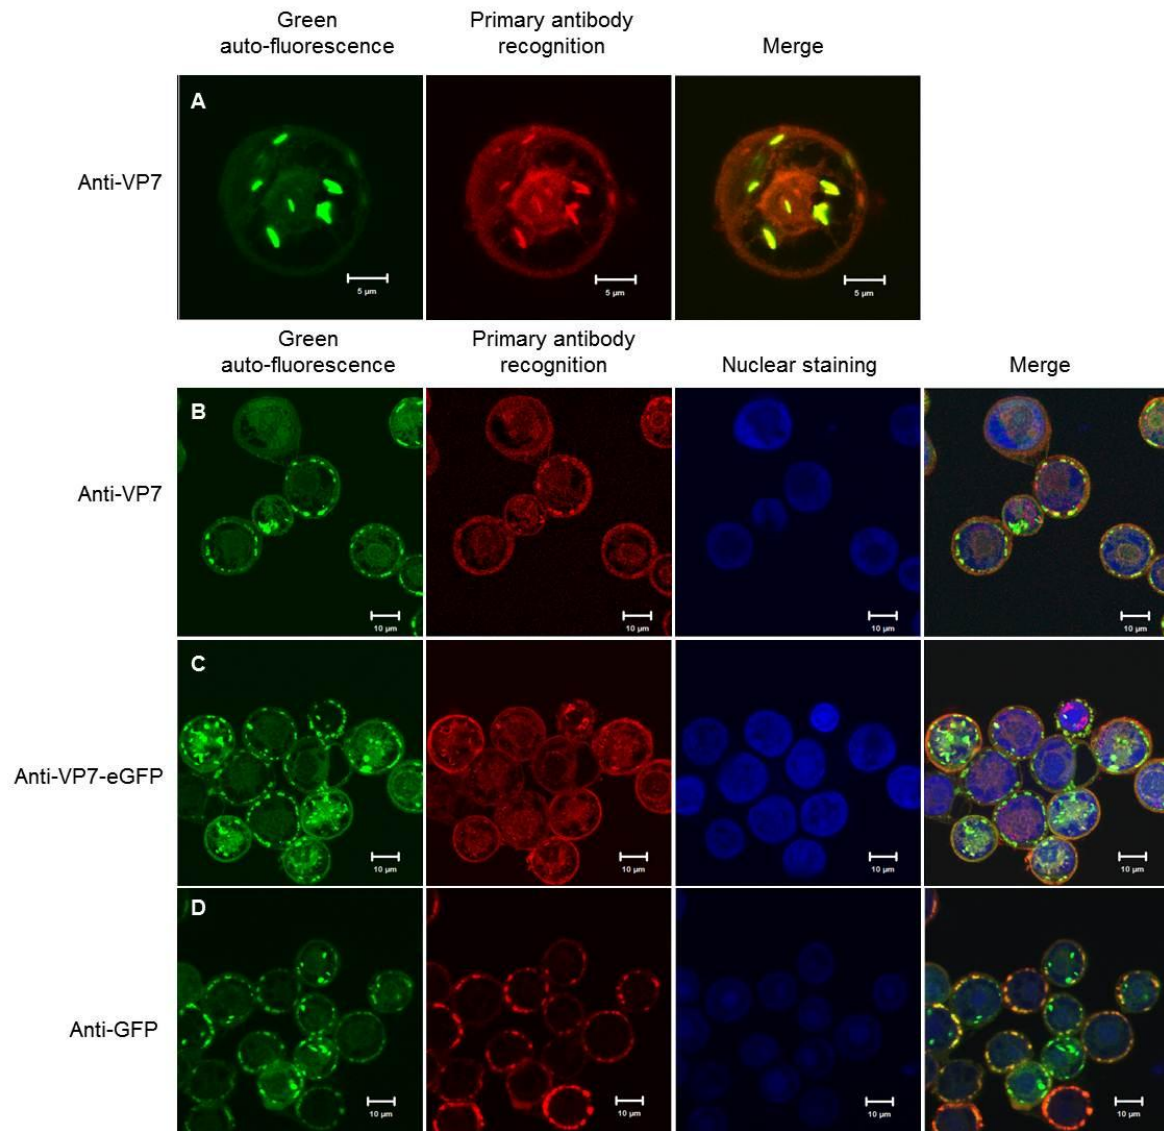 Green
auto-fluorescence
Primary antibody
recognition
Merge
A
Anti-VP7
5 µm
5 µm
5 µm
Green
auto-fluorescence
Primary antibody
recognition
Nuclear staining
Merge
B
Anti-VP7
10 µm
10 µm
10 µm
10 µm
C
Anti-VP7-eGFP
10 µm
10 µm
10 µm
10 µm
D
Anti-GFP
10 µm
10 µm
10 µm
10 µm